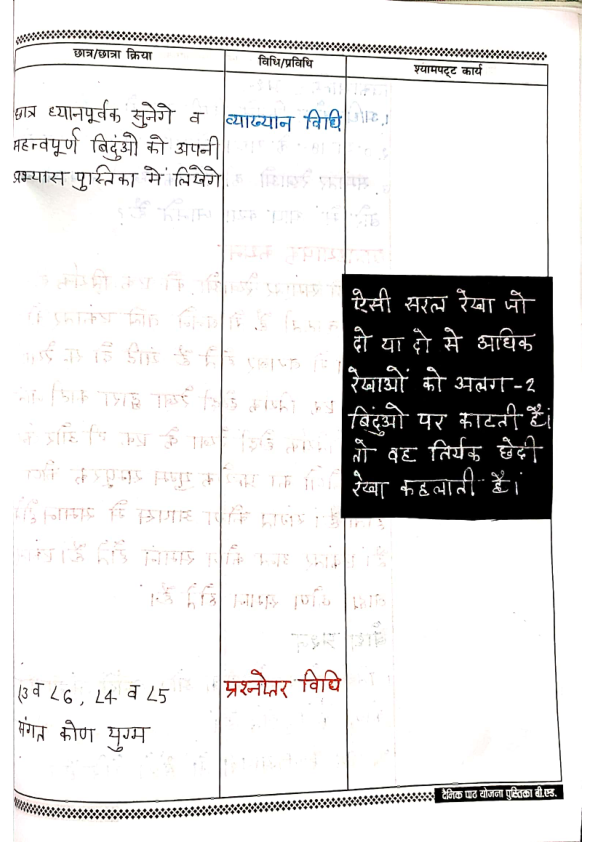 छात्र/छात्रा क्रिया
विधि/प्रविधि
श्यामपट्ट कार्य
छात्र ध्यानपूर्वक सुनेगे व
महत्वपूर्ण बिदुंओ को अपनी
अभ्यास पुस्तिका में लिखेगे
व्याख्यान विधि
ऐसी सरल रेखा जो
दो या दो से अधिक
रेखाओं को अलग-2
बिदुंओ पर काटती है।
तो वह तिर्यक छेदी
रेखा कहलाती है।
∠3 व ∠6, ∠4 व ∠5
संगत कोण युग्म
प्रश्नोत्तर विधि
दैनिक पाठ योजना पुस्तिका बी.एड.